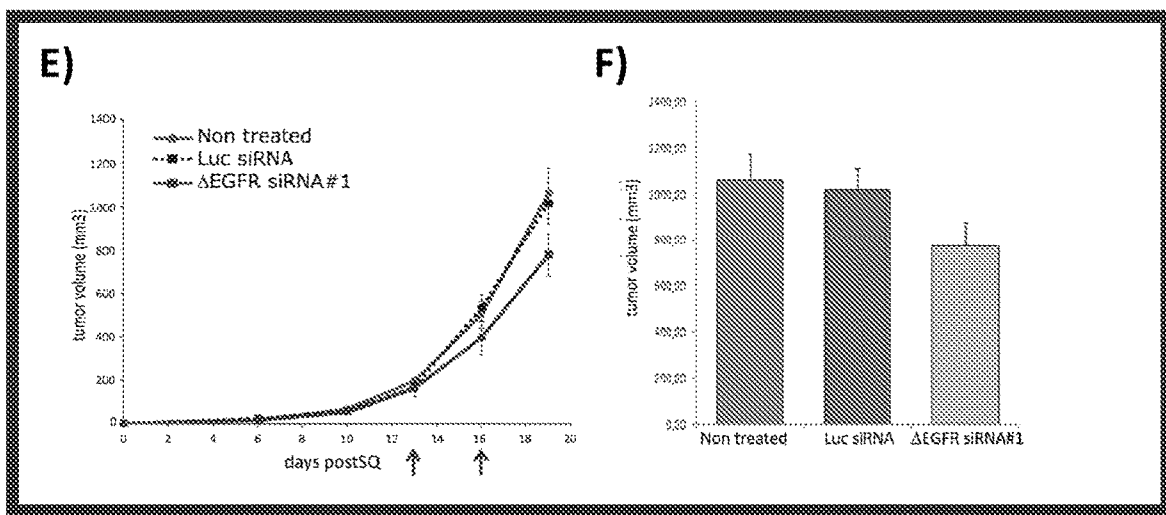 E)
1400
1200
1000
800
600
400
200
0
tumor volume (mm3)
Non treated
Luc siRNA
ΔEGFR siRNA#1
0 2 4 6 8 10 12 14 16 18 20
days postSQ
F)
1400,00
1200,00
1000,00
800,00
600,00
400,00
200,00
0,00
tumor volume (mm3)
Non treated Luc siRNA ΔEGFR siRNA#1